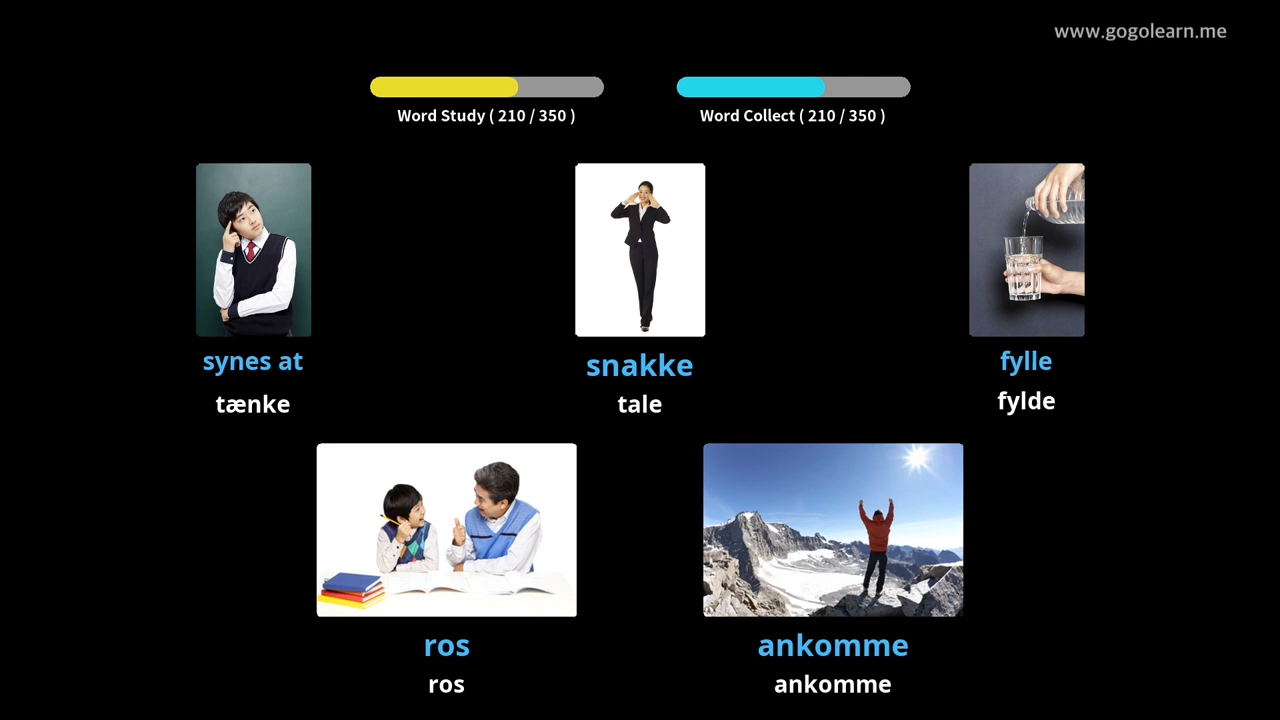 www.gogolearn.me
Word Study ( 210 / 350 )
Word Collect ( 210 / 350 )
synes at
tænke
snakke
tale
fylle
fylde
ros
ros
ankomme
ankomme